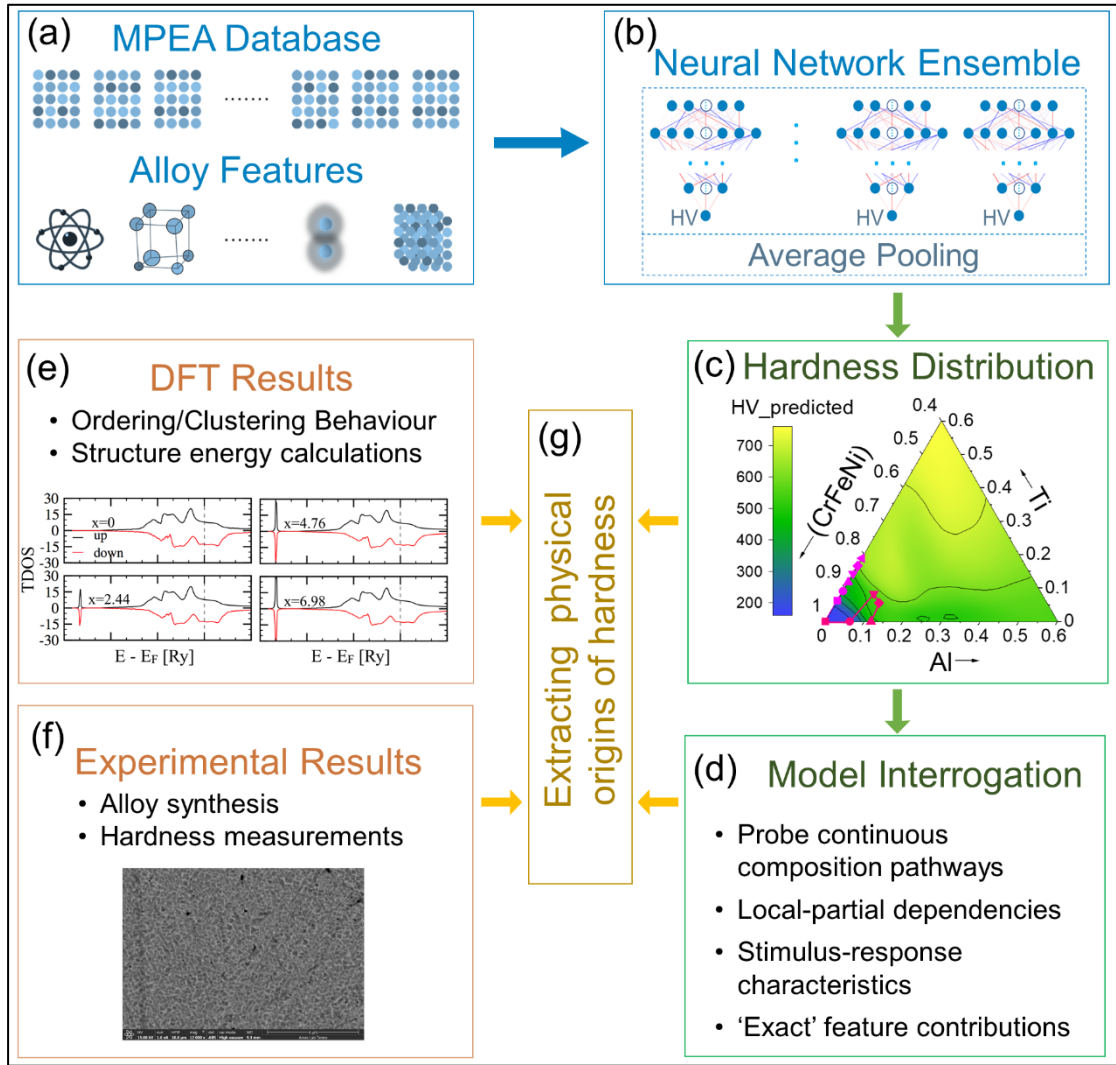 (a)
MPEA Database
.......
Alloy Features
.......
(b)
Neural Network Ensemble
HV
HV
HV
Average Pooling
(c)
Hardness Distribution
HV_predicted
700
600
500
400
300
200
0.4
0.5
0.6
0.7
0.8
0.9
1
(CrFeNi)
0.6
0.5
0.4
0.3
0.2
0.1
0
Ti
0
0.1
0.2
0.3
0.4
0.5
0.6
Al
(d)
Model Interrogation
• Probe continuous
composition pathways
• Local-partial dependencies
• Stimulus-response
characteristics
• ‘Exact’ feature contributions
(e)
DFT Results
• Ordering/Clustering Behaviour
• Structure energy calculations
TDOS
30
15
0
-15
-30
15
0
-15
-30
x=0
up
down
x=4.76
x=2.44
x=6.98
E - EF [Ry]
E - EF [Ry]
(f)
Experimental Results
• Alloy synthesis
• Hardness measurements
(g)
Extracting physical
origins of hardness